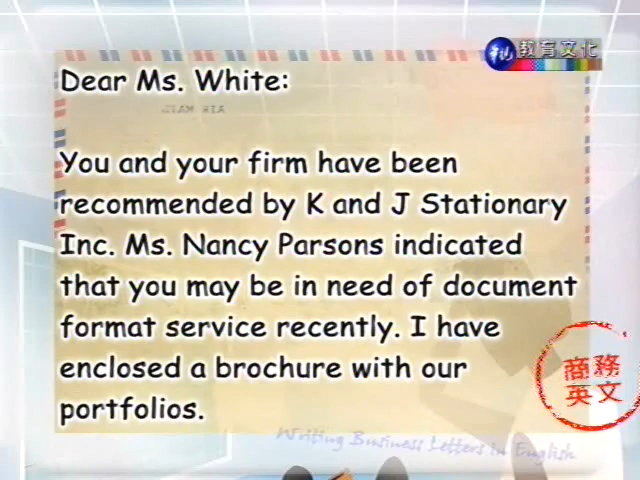 教育文化
Dear Ms. White:
You and your firm have been
recommended by K and J Stationary
Inc. Ms. Nancy Parsons indicated
that you may be in need of document
format service recently. I have
enclosed a brochure with our
portfolios.
商務
英文
Writing Business Letters in English